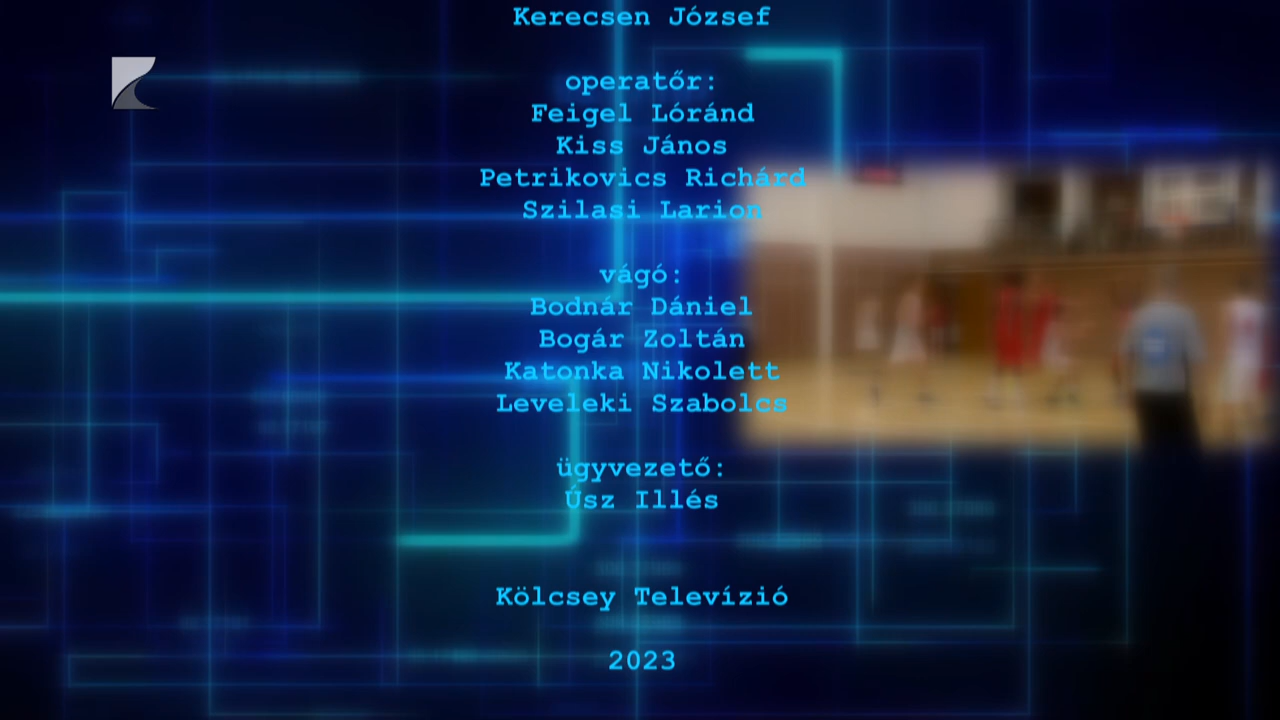 Kerecsen József
operatőr:
Feigel Lóránd
Kiss János
Petrikovics Richárd
Szilasi Larion
vágó:
Bodnár Dániel
Bogár Zoltán
Katonka Nikolett
Leveleki Szabolcs
ügyvezető:
Úsz Illés
Kölcsey Televízió
2023